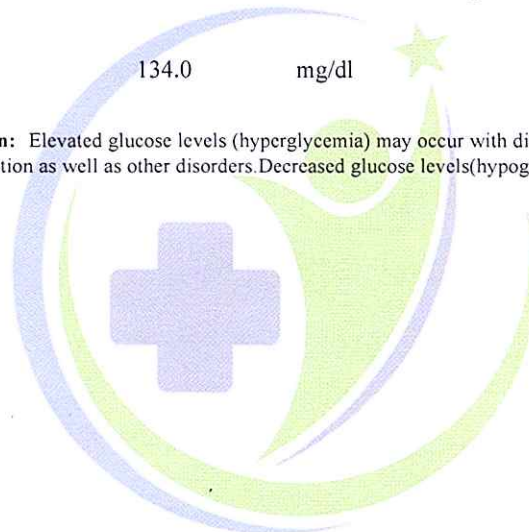 134.0 mg/dl
n: Elevated glucose levels (hyperglycemia) may occur with di
tion as well as other disorders.Decreased glucose levels(hypog